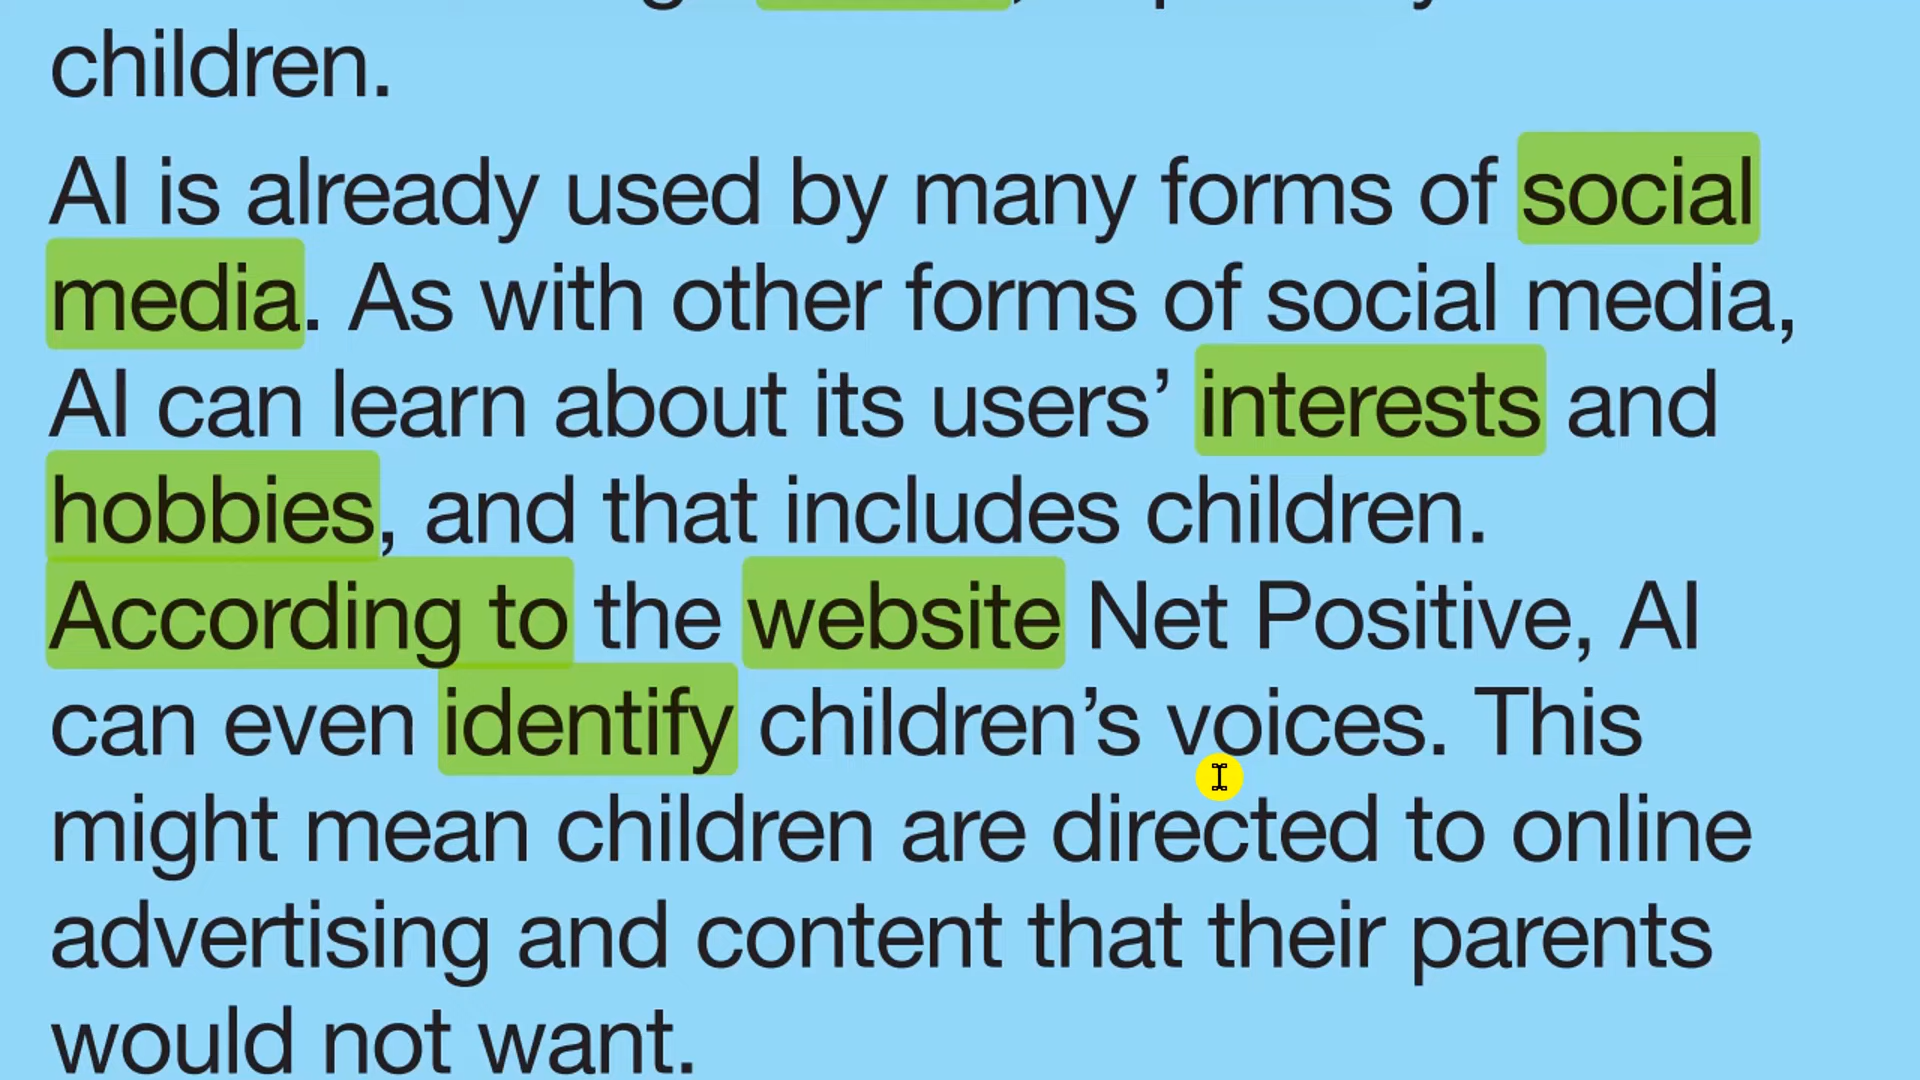 children.
AI is already used by many forms of social
media. As with other forms of social media,
AI can learn about its users’ interests and
hobbies, and that includes children.
According to the website Net Positive, AI
can even identify children’s voices. This
might mean children are directed to online
advertising and content that their parents
would not want.